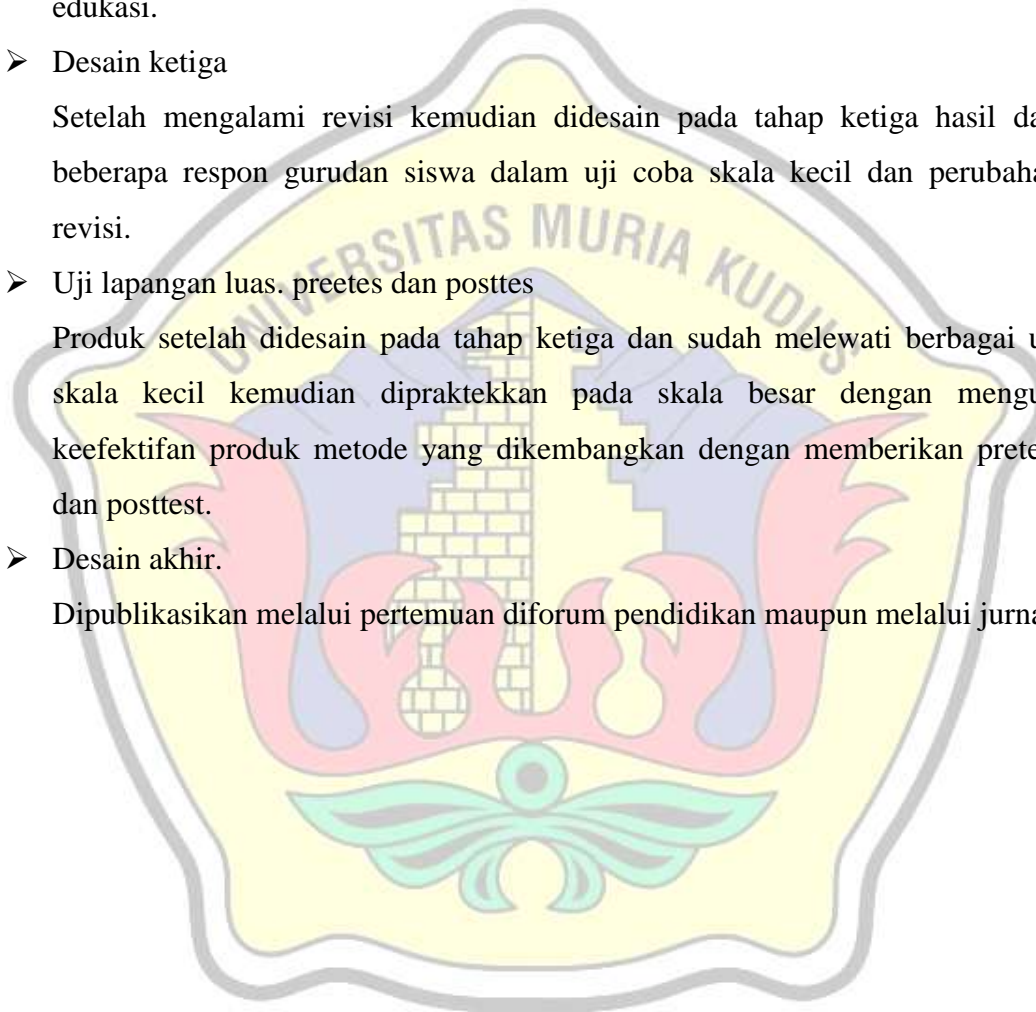 edukasi.
➢ Desain ketiga
Setelah mengalami revisi kemudian didesain pada tahap ketiga hasil da
beberapa respon gurudan siswa dalam uji coba skala kecil dan perubaha
revisi.
UNIVERSITAS MURIA KUDUS
➢ Uji lapangan luas. preetes dan posttes
Produk setelah didesain pada tahap ketiga dan sudah melewati berbagai u
skala kecil kemudian dipraktekkan pada skala besar dengan mengu
keefektifan produk metode yang dikembangkan dengan memberikan prete
dan posttest.
➢ Desain akhir.
Dipublikasikan melalui pertemuan diforum pendidikan maupun melalui jurna